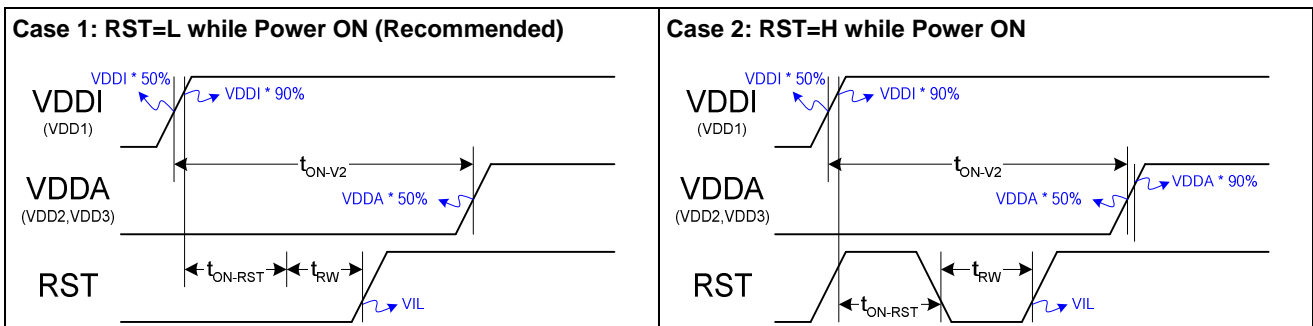 Case 1: RST=L while Power ON (Recommended)
VDDI * 50%
VDDI * 90%
VDDI
(VDD1)
tON-V2
VDDA
(VDD2,VDD3)
VDDA * 50%
RST
tON-RST
tRW
VIL
Case 2: RST=H while Power ON
VDDI * 50%
VDDI * 90%
VDDI
(VDD1)
tON-V2
VDDA
(VDD2,VDD3)
VDDA * 50%
VDDA * 90%
RST
tON-RST
tRW
VIL